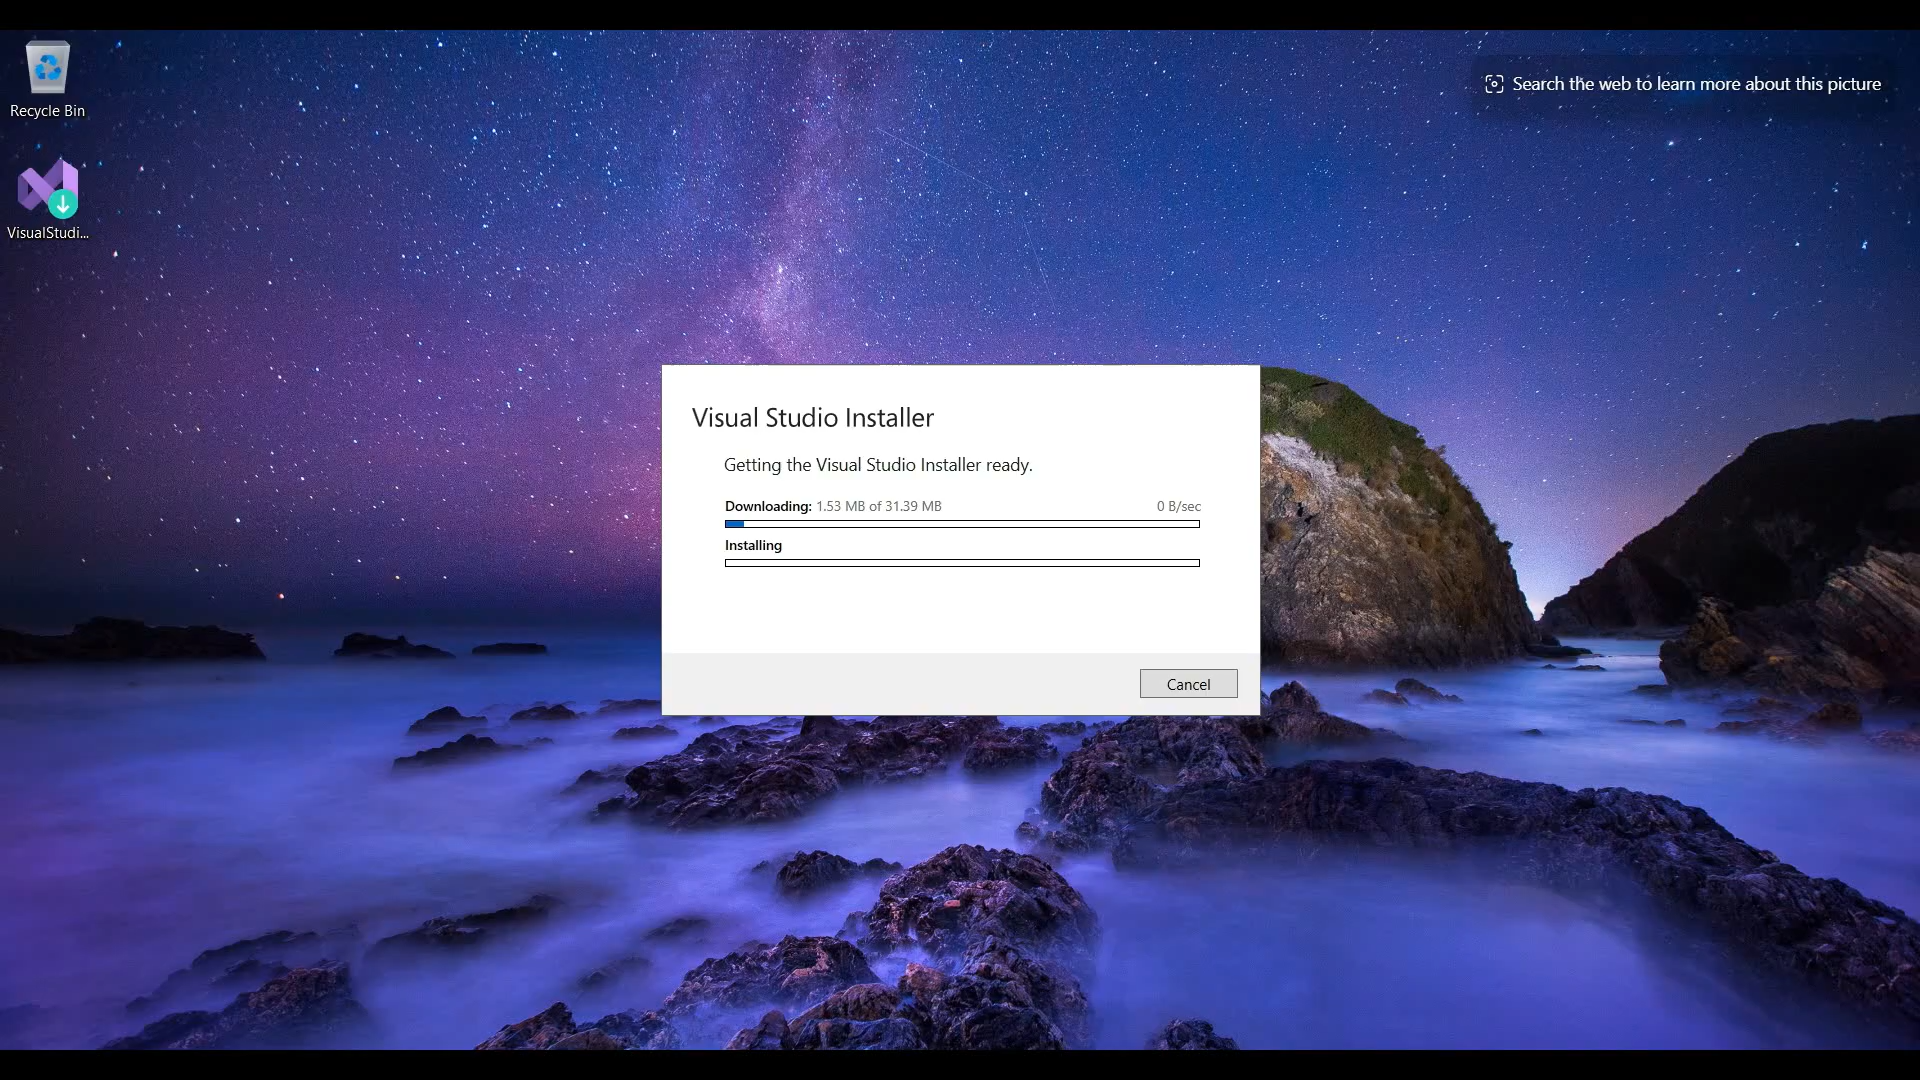 Recycle Bin
VisualStudi...
Search the web to learn more about this picture
Visual Studio Installer
Getting the Visual Studio Installer ready.
Downloading: 1.53 MB of 31.39 MB 0 B/sec
Installing
Cancel